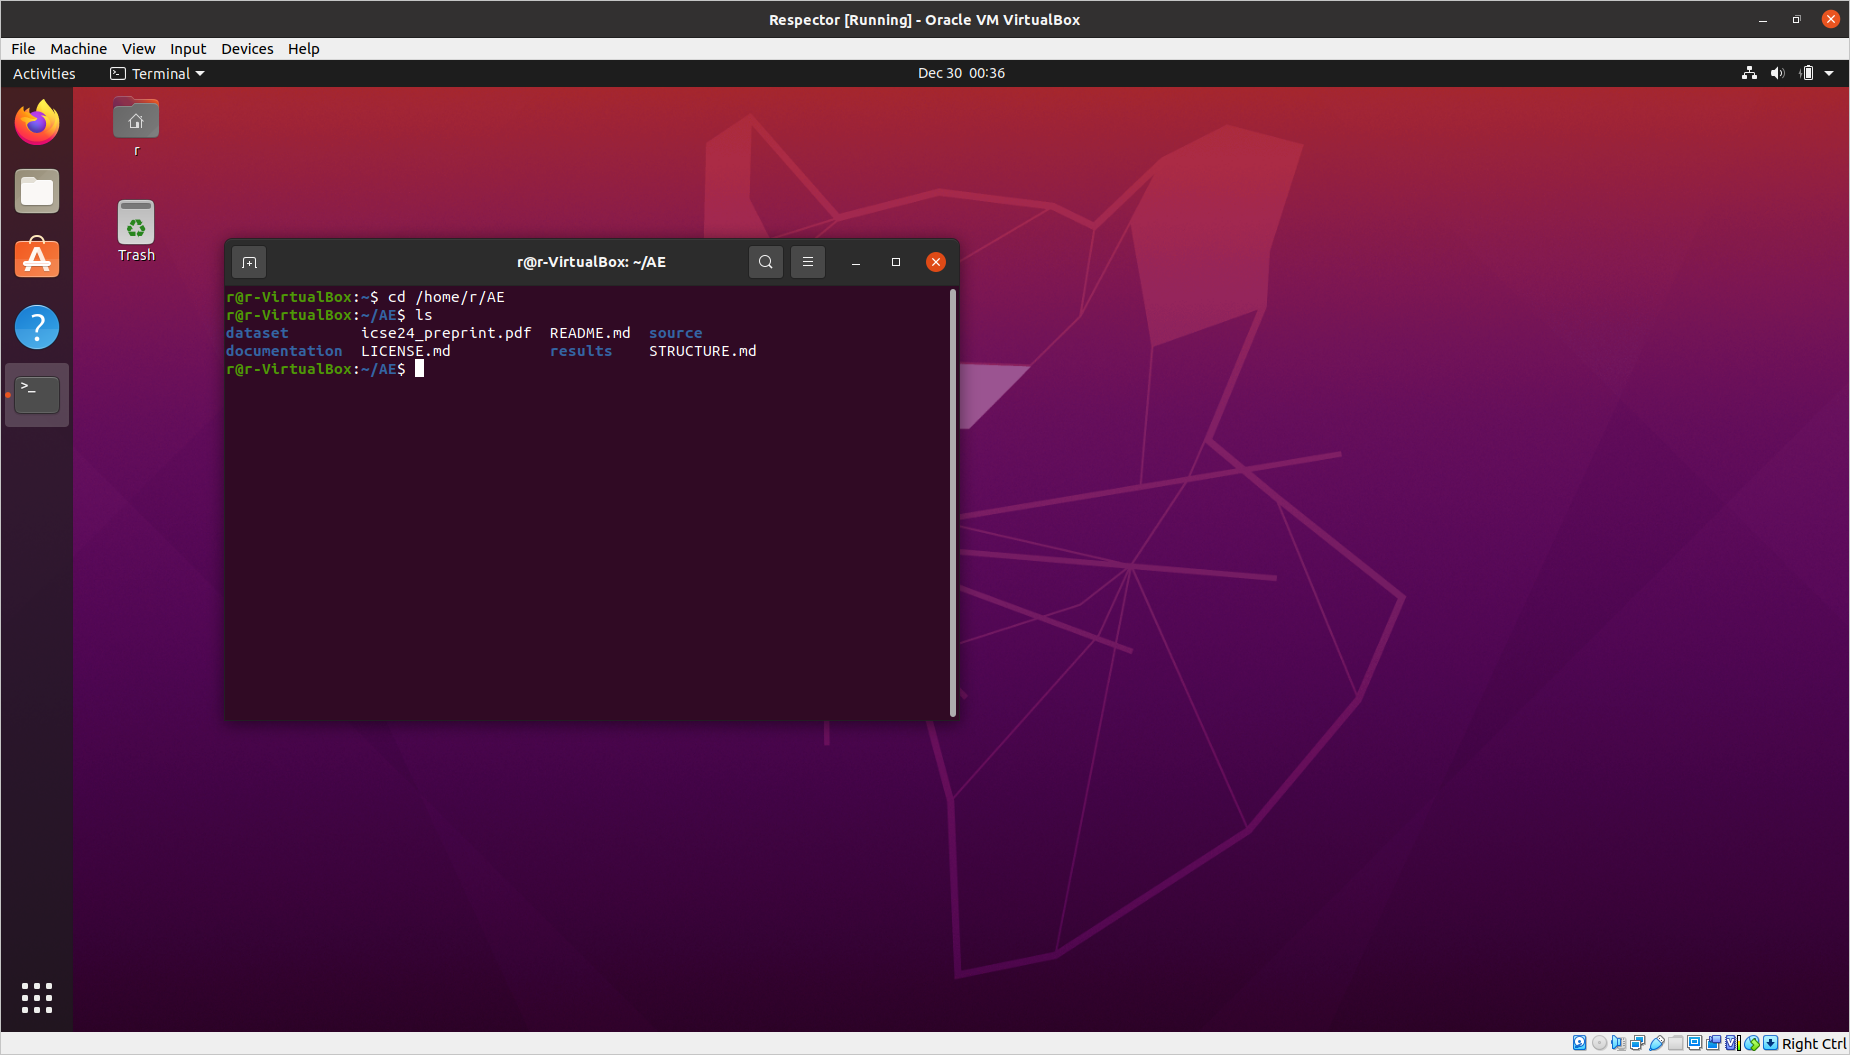 Respector [Running] - Oracle VM VirtualBox
File Machine View Input Devices Help
Activities Terminal Dec 30 00:36
r
Trash
r@r-VirtualBox: ~/AE
r@r-VirtualBox:~$ cd /home/r/AE
r@r-VirtualBox:~/AE$ ls
dataset icse24_preprint.pdf README.md source
documentation LICENSE.md results STRUCTURE.md
r@r-VirtualBox:~/AE$
Right Ctrl